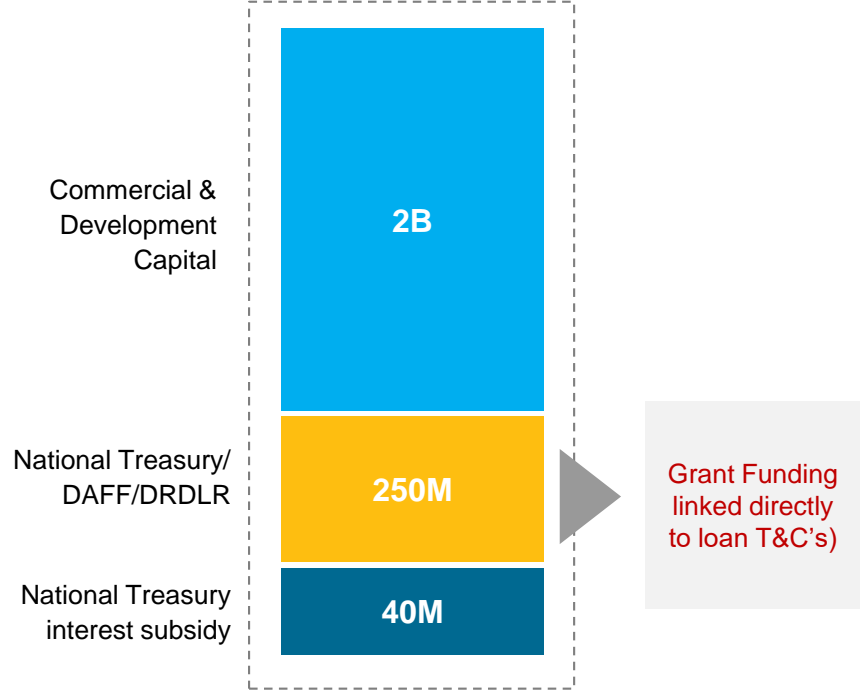 Commercial &
Development
Capital
2B
National Treasury/
DAFF/DRDLR
250M
Grant Funding
linked directly
to loan T&C’s)
National Treasury
interest subsidy
40M